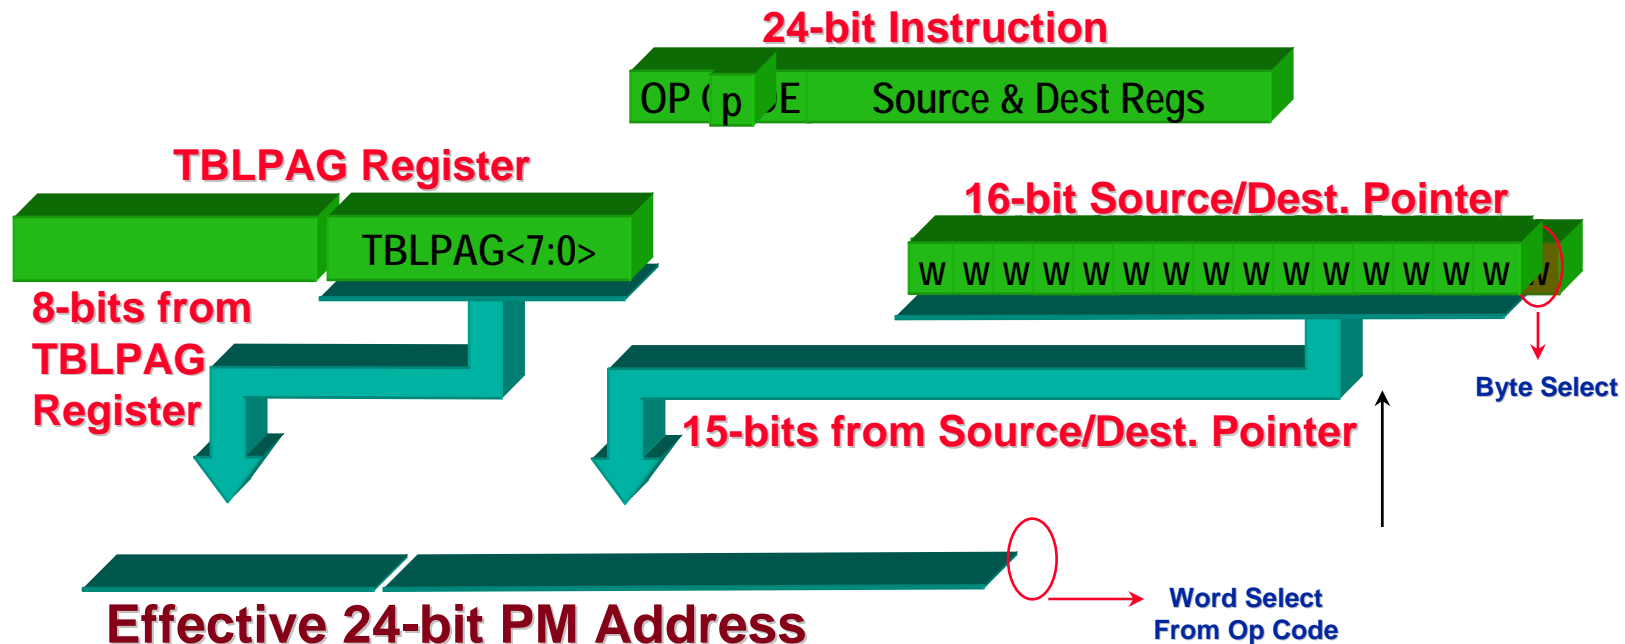 24-bit Instruction
OP C p DE Source & Dest Regs
TBLPAG Register
16-bit Source/Dest. Pointer
TBLPAG<7:0>
w w w w w w w w w w w w w w w w
8-bits from
TBLPAG
Register
Byte Select
15-bits from Source/Dest. Pointer
Word Select
From Op Code
Effective 24-bit PM Address